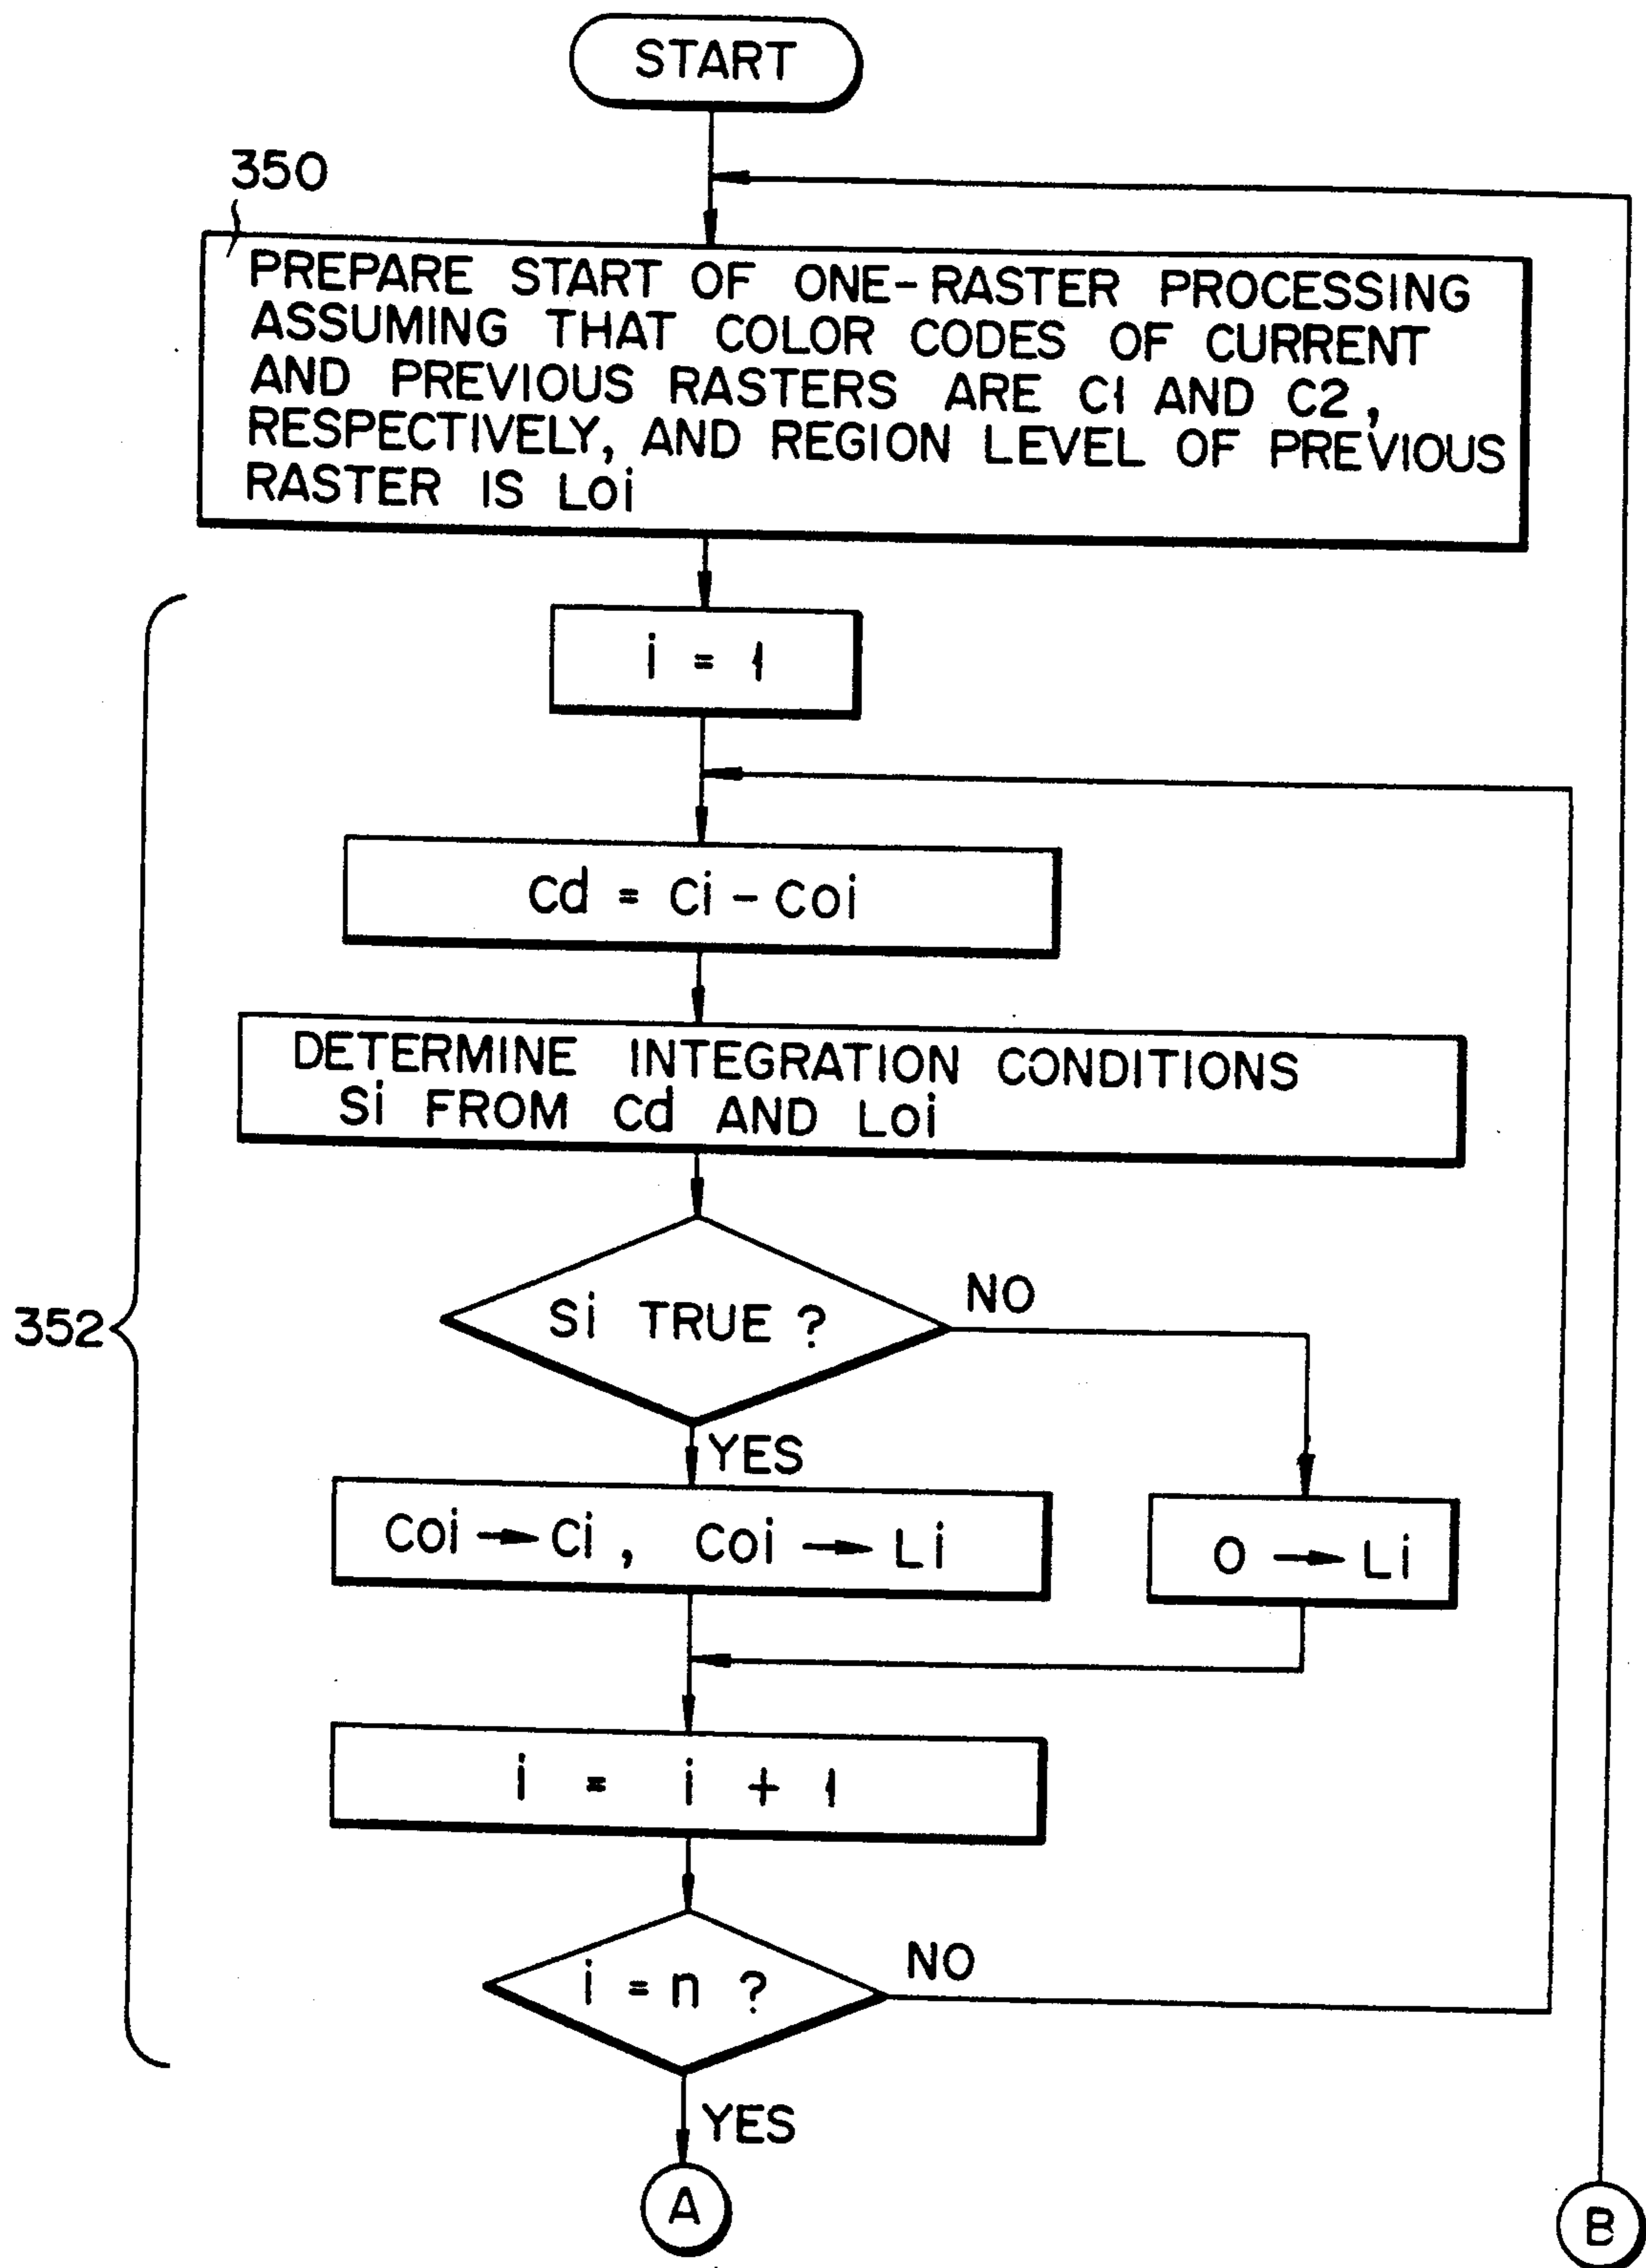 START
350
PREPARE START OF ONE-RASTER PROCESSING
ASSUMING THAT COLOR CODES OF CURRENT
AND PREVIOUS RASTERS ARE C1 AND C2,
RESPECTIVELY, AND REGION LEVEL OF PREVIOUS
RASTER IS Loi
i = 1
Cd = Ci - Coi
DETERMINE INTEGRATION CONDITIONS
Si FROM Cd AND Loi
352
Si TRUE ?
NO
YES
Coi → Ci, Coi → Li
0 → Li
i = i + 1
i = n ?
NO
YES
A
B